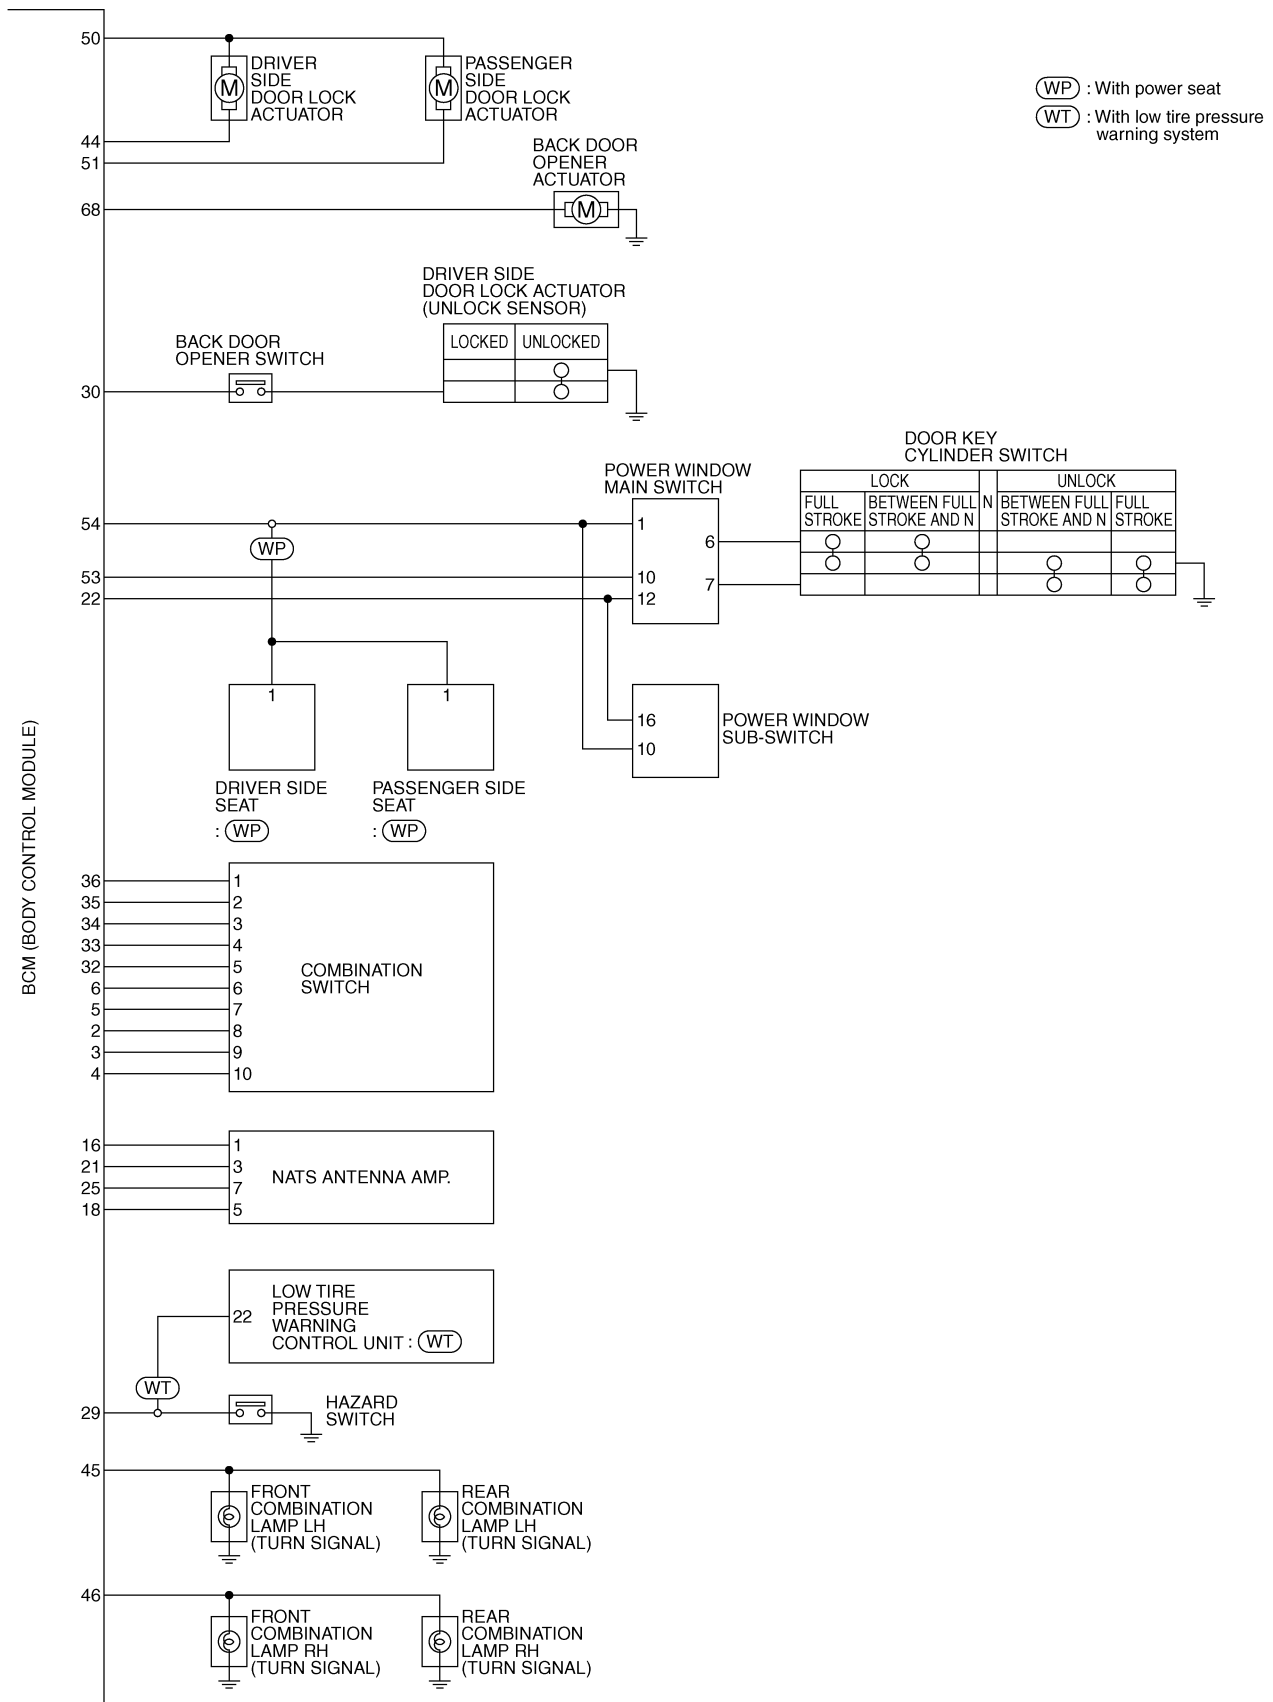 50
DRIVER
SIDE
DOOR LOCK
ACTUATOR
M
PASSENGER
SIDE
DOOR LOCK
ACTUATOR
M
WP : With power seat
WT : With low tire pressure
warning system
44
51
BACK DOOR
OPENER
ACTUATOR
68
M
DRIVER SIDE
DOOR LOCK ACTUATOR
(UNLOCK SENSOR)
LOCKED UNLOCKED
BACK DOOR
OPENER SWITCH
30
DOOR KEY
CYLINDER SWITCH
LOCK N UNLOCK
FULL
STROKE
BETWEEN FULL
STROKE AND N
BETWEEN FULL
STROKE AND N
FULL
STROKE
POWER WINDOW
MAIN SWITCH
54 1
6
WP
53 10
7
22 12
1
1
16
10
POWER WINDOW
SUB-SWITCH
DRIVER SIDE
SEAT
: WP
PASSENGER SIDE
SEAT
: WP
BCM (BODY CONTROL MODULE)
36 1
35 2
34 3
33 4
32 5
6 6
5 7
2 8
3 9
4 10
COMBINATION
SWITCH
16 1
21 3
25 7
18 5
NATS ANTENNA AMP.
22
LOW TIRE
PRESSURE
WARNING
CONTROL UNIT : WT
WT
29
HAZARD
SWITCH
45
FRONT
COMBINATION
LAMP LH
(TURN SIGNAL)
REAR
COMBINATION
LAMP LH
(TURN SIGNAL)
46
FRONT
COMBINATION
LAMP RH
(TURN SIGNAL)
REAR
COMBINATION
LAMP RH
(TURN SIGNAL)